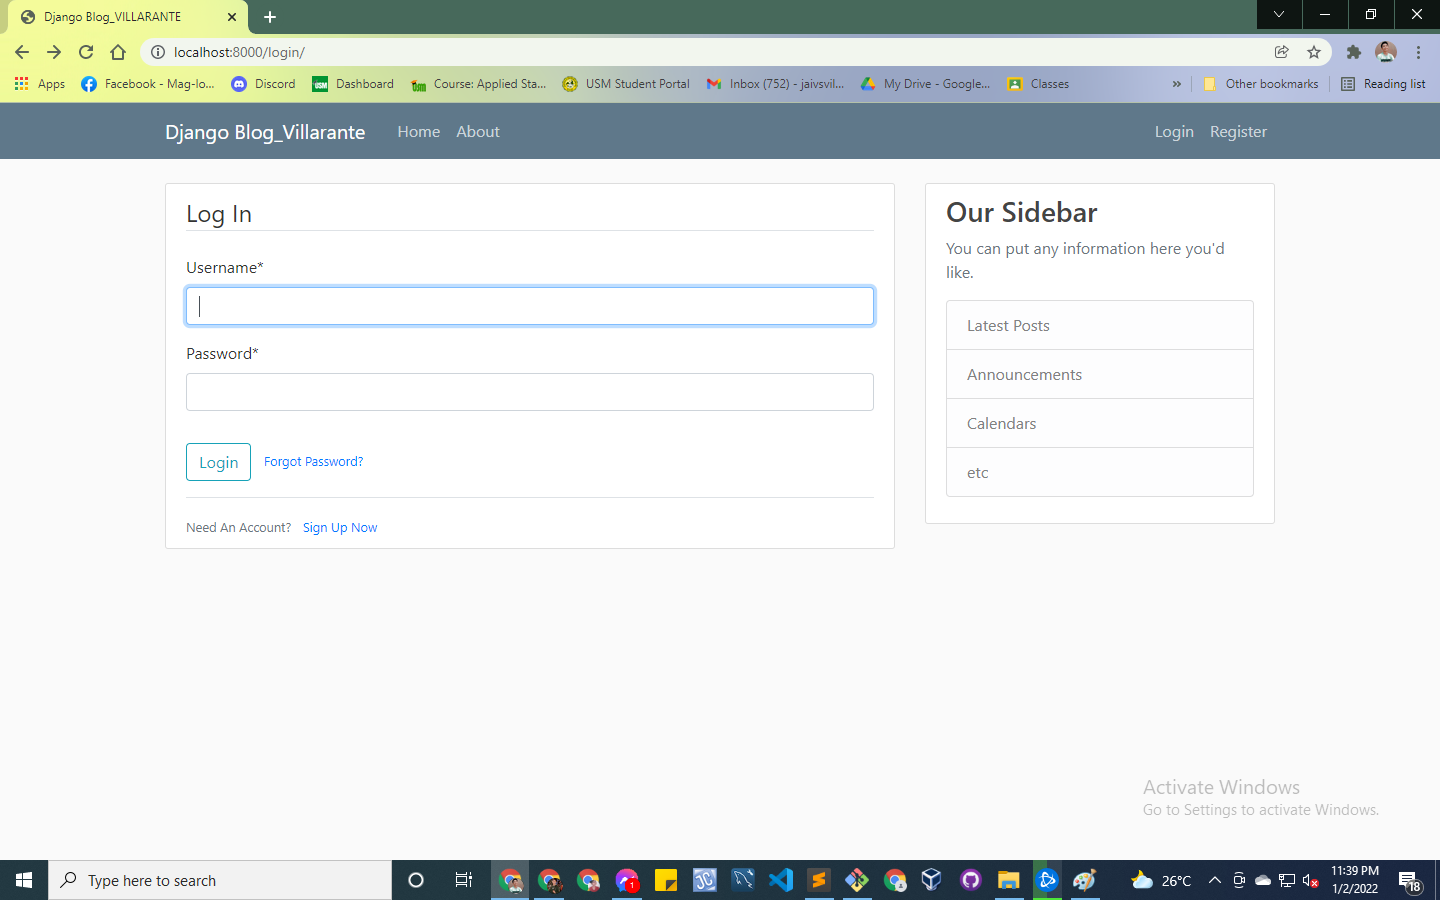 Django Blog_VILLARANTE
localhost:8000/login/
Apps
Facebook - Mag-lo...
Discord
Dashboard
Course: Applied Sta...
USM Student Portal
Inbox (752) - jaivsvil...
My Drive - Google...
Classes
»
Other bookmarks
Reading list
Django Blog_Villarante
Home
About
Login
Register
Log In
Username*
Password*
Login
Forgot Password?
Need An Account? Sign Up Now
Our Sidebar
You can put any information here you'd
like.
Latest Posts
Announcements
Calendars
etc
Activate Windows
Go to Settings to activate Windows.
Type here to search
1
26°C
11:39 PM
1/2/2022
18